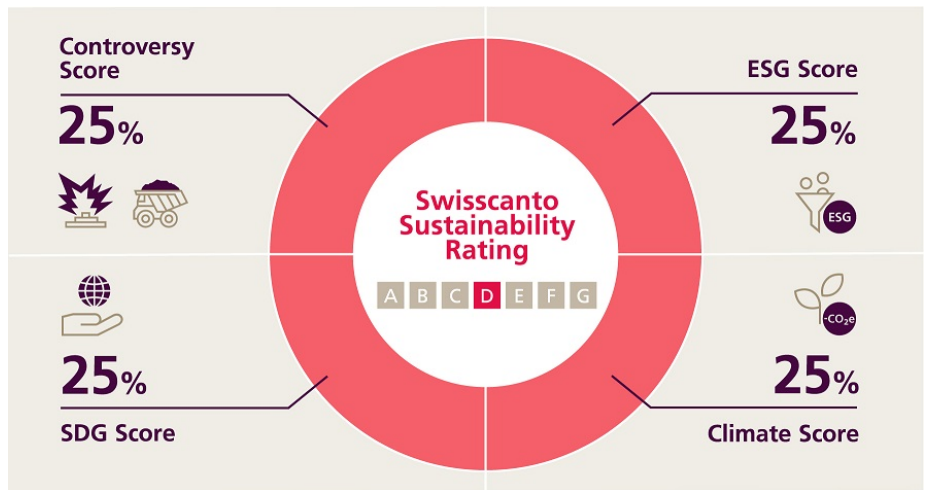 Controversy
Score
25%
ESG Score
25%
ESG
Swisscanto
Sustainability
Rating
A B C D E F G
25%
SDG Score
-CO₂e
25%
Climate Score